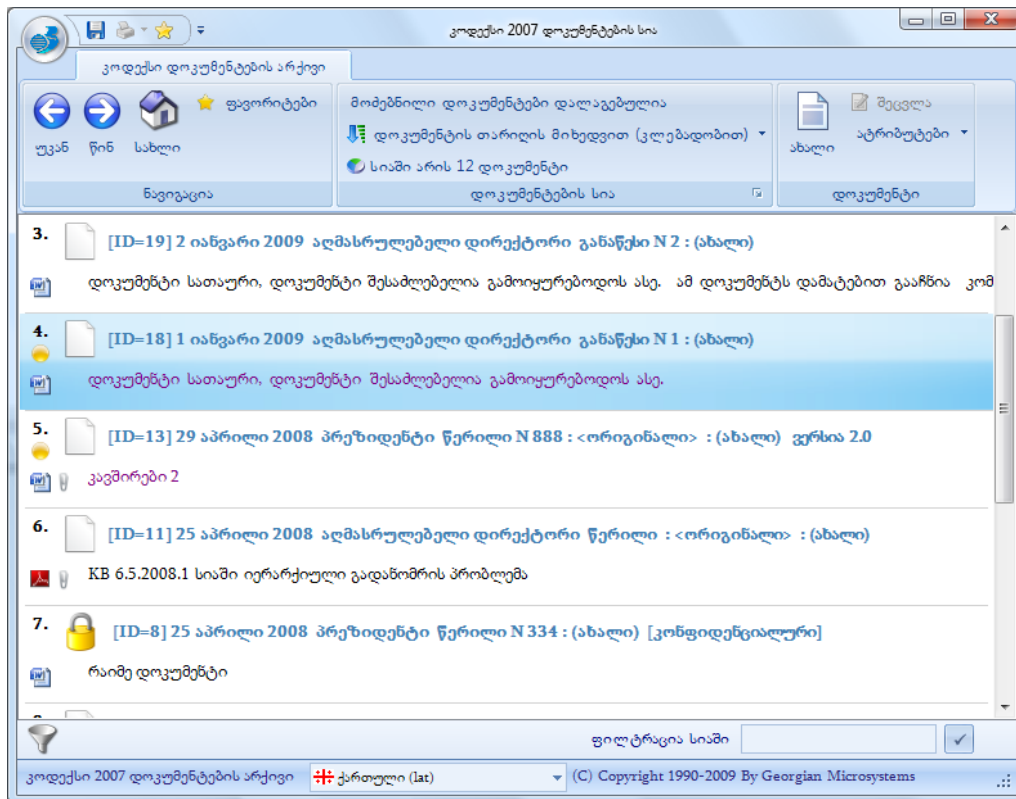 კოდექსი 2007 დოკუმენტების სია
კოდექსი დოკუმენტების არქივი
უკან
წინ
სახლი
ფავორიტები
ნავიგაცია
მოძებნილი დოკუმენტები დალაგებულია
დოკუმენტის თარიღის მიხედვით (კლებადობით)
სიაში არის 12 დოკუმენტი
დოკუმენტების სია
ახალი
შეცვლა
ატრიბუტები
დოკუმენტი
3. [ID=19] 2 იანვარი 2009 აღმასრულებელი დირექტორი განაწესი N 2 : (ახალი)
დოკუმენტი სათაური, დოკუმენტი შესაძლებელია გამოიყურებოდოს ასე. ამ დოკუმენტს დამატებით გააჩნია კომ
4. [ID=18] 1 იანვარი 2009 აღმასრულებელი დირექტორი განაწესი N 1 : (ახალი)
დოკუმენტი სათაური, დოკუმენტი შესაძლებელია გამოიყურებოდოს ასე.
5. [ID=13] 29 აპრილი 2008 პრეზიდენტი წერილი N 888 : <ორიგინალი> : (ახალი) ვერსია 2.0
კავშირები 2
6. [ID=11] 25 აპრილი 2008 აღმასრულებელი დირექტორი წერილი : <ორიგინალი> : (ახალი)
KB 6.5.2008.1 სიაში იერარქიული გადანომრის პრობლემა
7. [ID=8] 25 აპრილი 2008 პრეზიდენტი წერილი N 334 : (ახალი) [კონფიდენციალური]
რაიმე დოკუმენტი
ფილტრაცია სიაში
კოდექსი 2007 დოკუმენტების არქივი
ქართული (lat)
(C) Copyright 1990-2009 By Georgian Microsystems